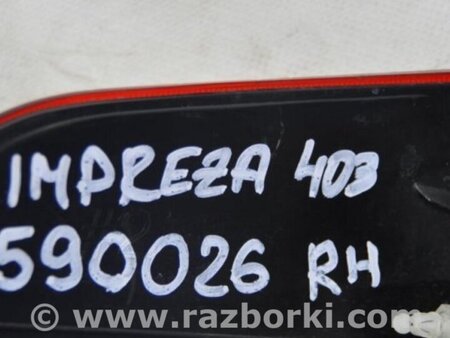 IMPREZA 403
590026 RH
www.razborki.com